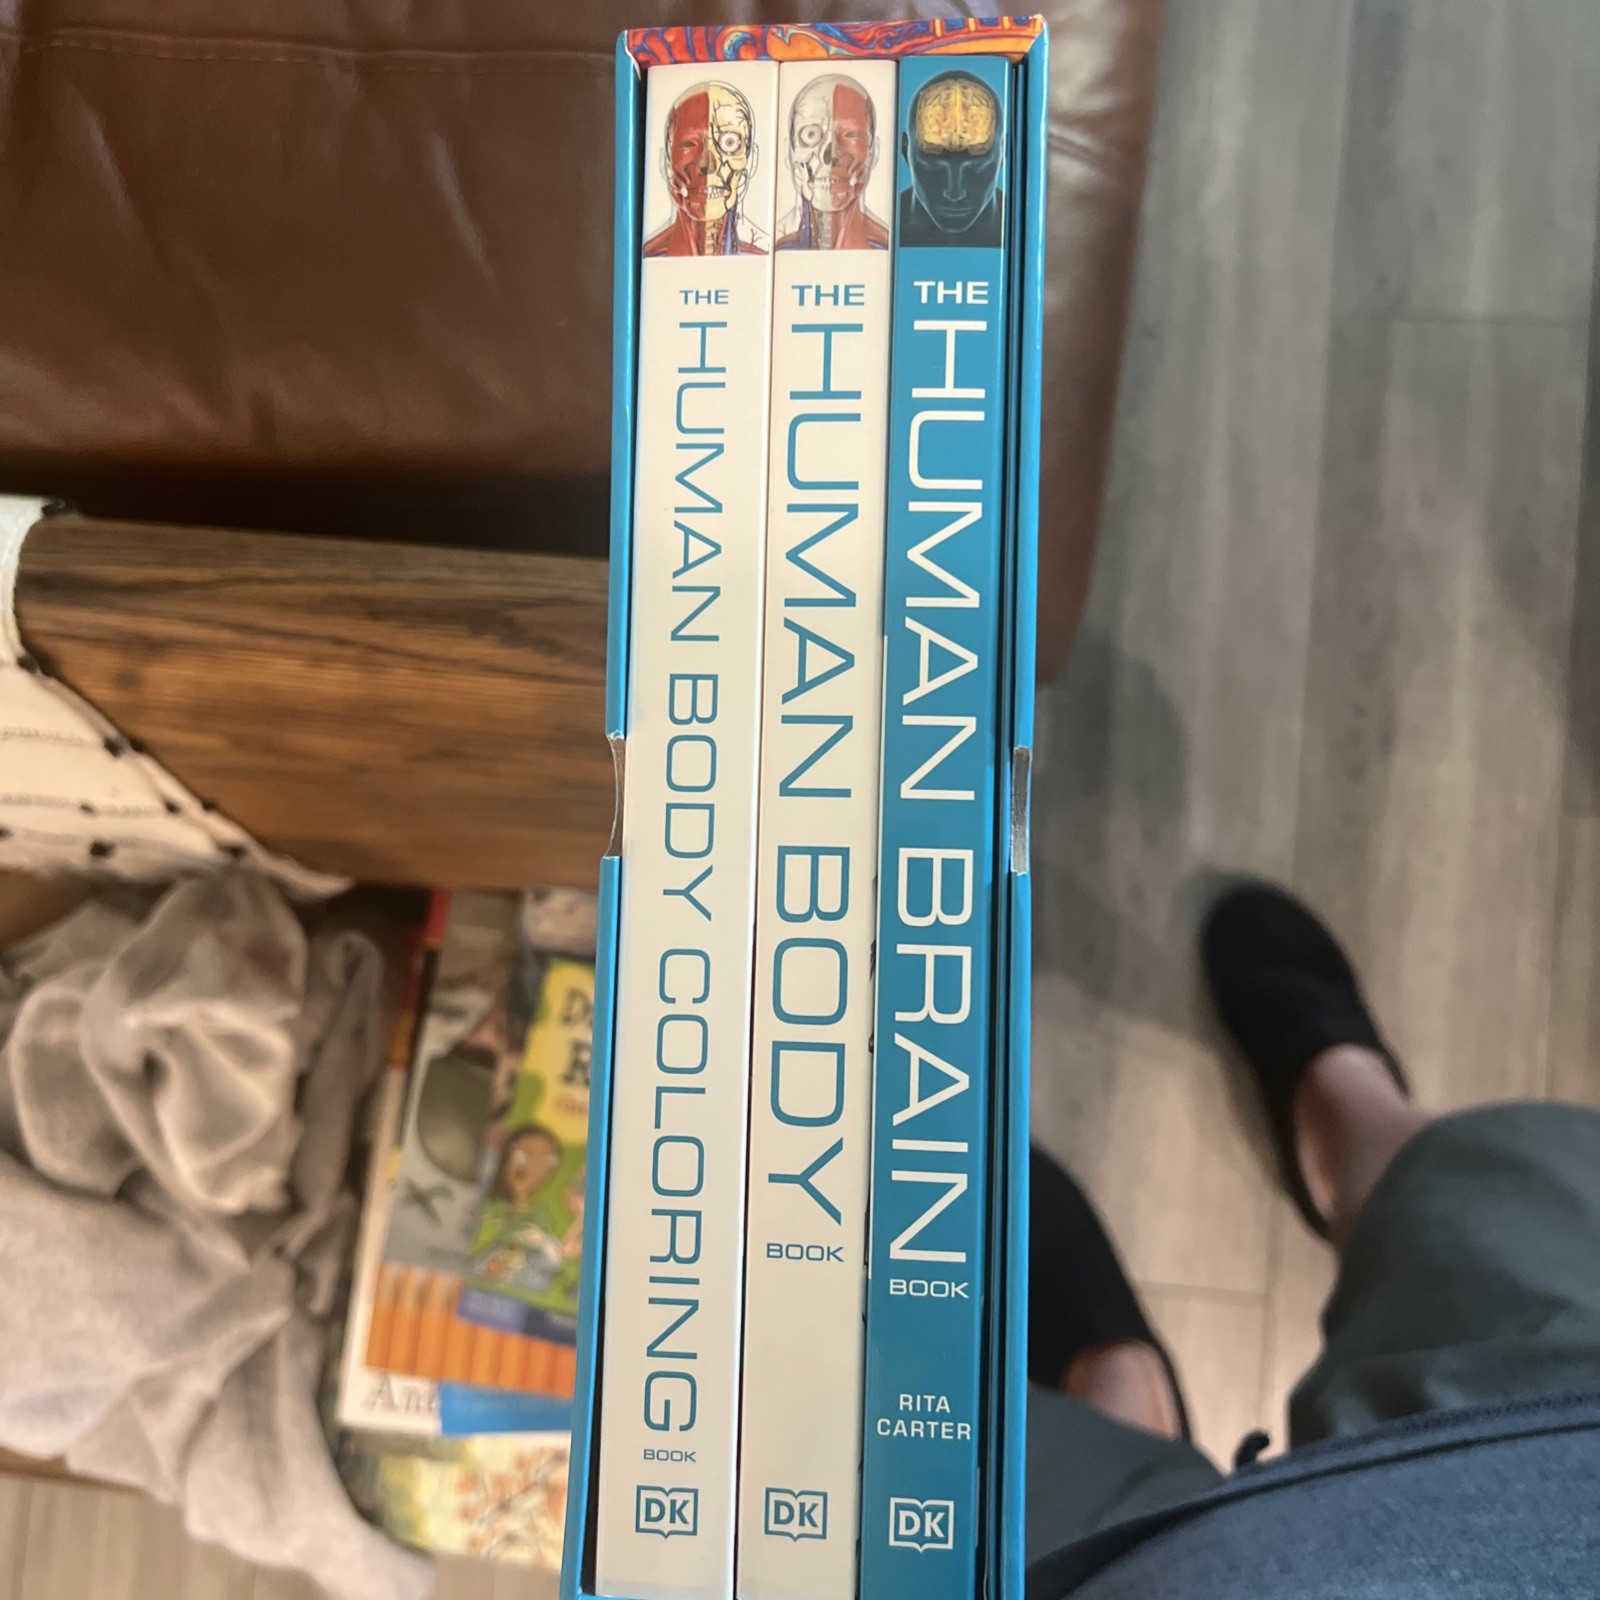 THE HUMAN BODY COLORING BOOK
DK
THE HUMAN BODY BOOK
DK
THE HUMAN BRAIN BOOK
RITA
CARTER
DK